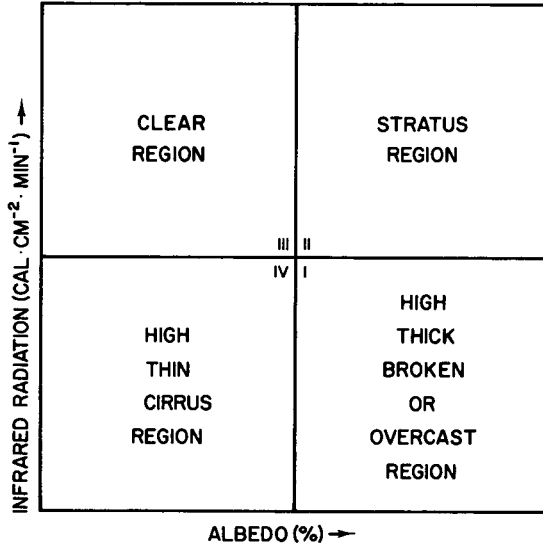 INFRARED RADIATION (CAL·CM⁻²·MIN⁻¹) →
CLEAR
REGION
STRATUS
REGION
III
II
IV
I
HIGH
THIN
CIRRUS
REGION
HIGH
THICK
BROKEN
OR
OVERCAST
REGION
ALBEDO (%) →